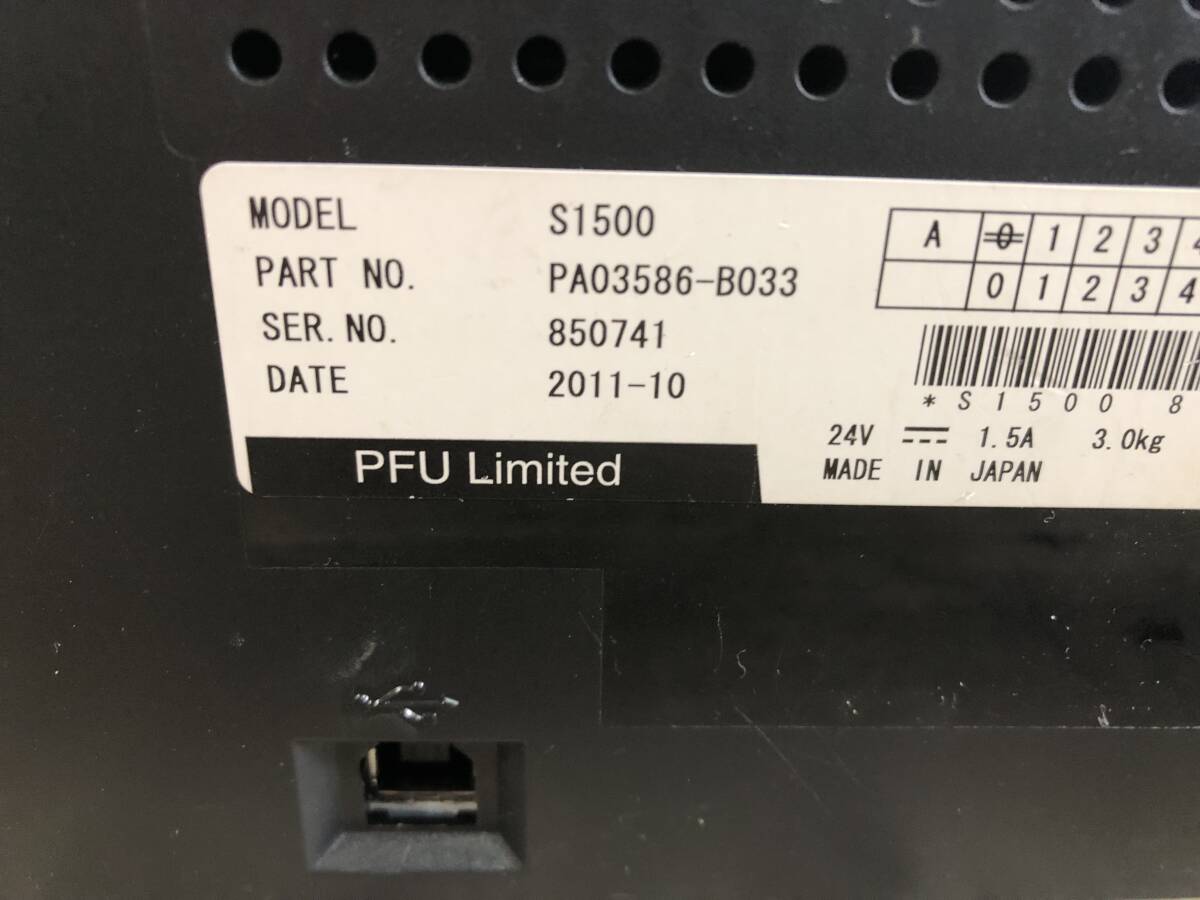 MODEL S1500
PART NO. PA03586-B033
SER. NO. 850741
DATE 2011-10
A 0 1 2 3 4
0 1 2 3 4
*S1500 8
24V 1.5A 3.0kg
MADE IN JAPAN
PFU Limited